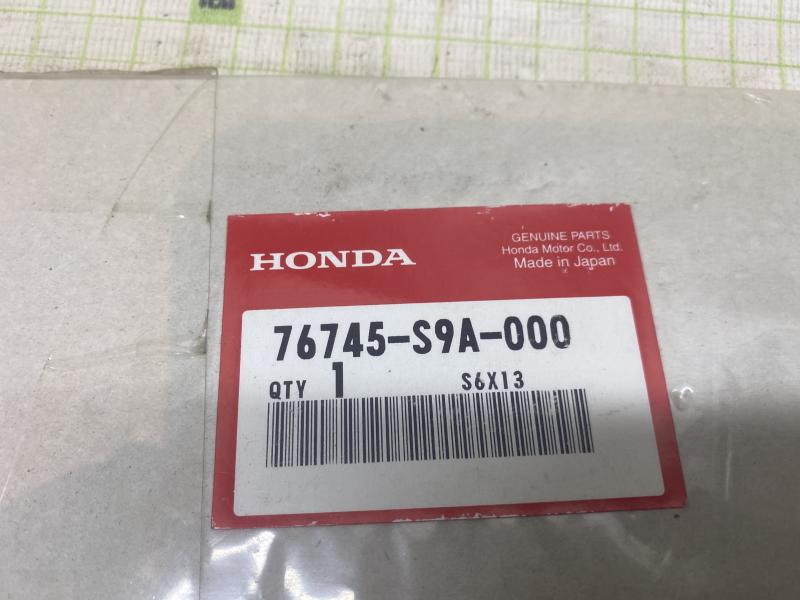 HONDA
GENUINE PARTS
Honda Motor Co., Ltd.
Made in Japan
76745-S9A-000
QTY 1 S6X13